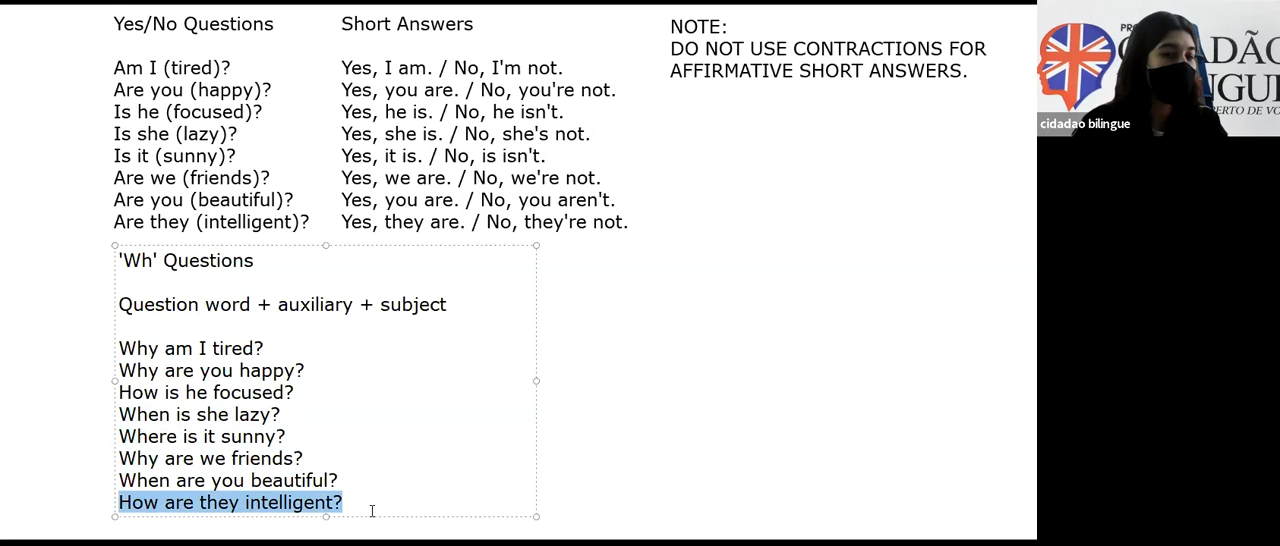 Yes/No Questions
Short Answers
Am I (tired)?
Yes, I am. / No, I'm not.
Are you (happy)?
Yes, you are. / No, you're not.
Is he (focused)?
Yes, he is. / No, he isn't.
Is she (lazy)?
Yes, she is. / No, she's not.
Is it (sunny)?
Yes, it is. / No, is isn't.
Are we (friends)?
Yes, we are. / No, we're not.
Are you (beautiful)?
Yes, you are. / No, you aren't.
Are they (intelligent)?
Yes, they are. / No, they're not.
NOTE:
DO NOT USE CONTRACTIONS FOR
AFFIRMATIVE SHORT ANSWERS.
'Wh' Questions
Question word + auxiliary + subject
Why am I tired?
Why are you happy?
How is he focused?
When is she lazy?
Where is it sunny?
Why are we friends?
When are you beautiful?
How are they intelligent?
cidadao bilingue